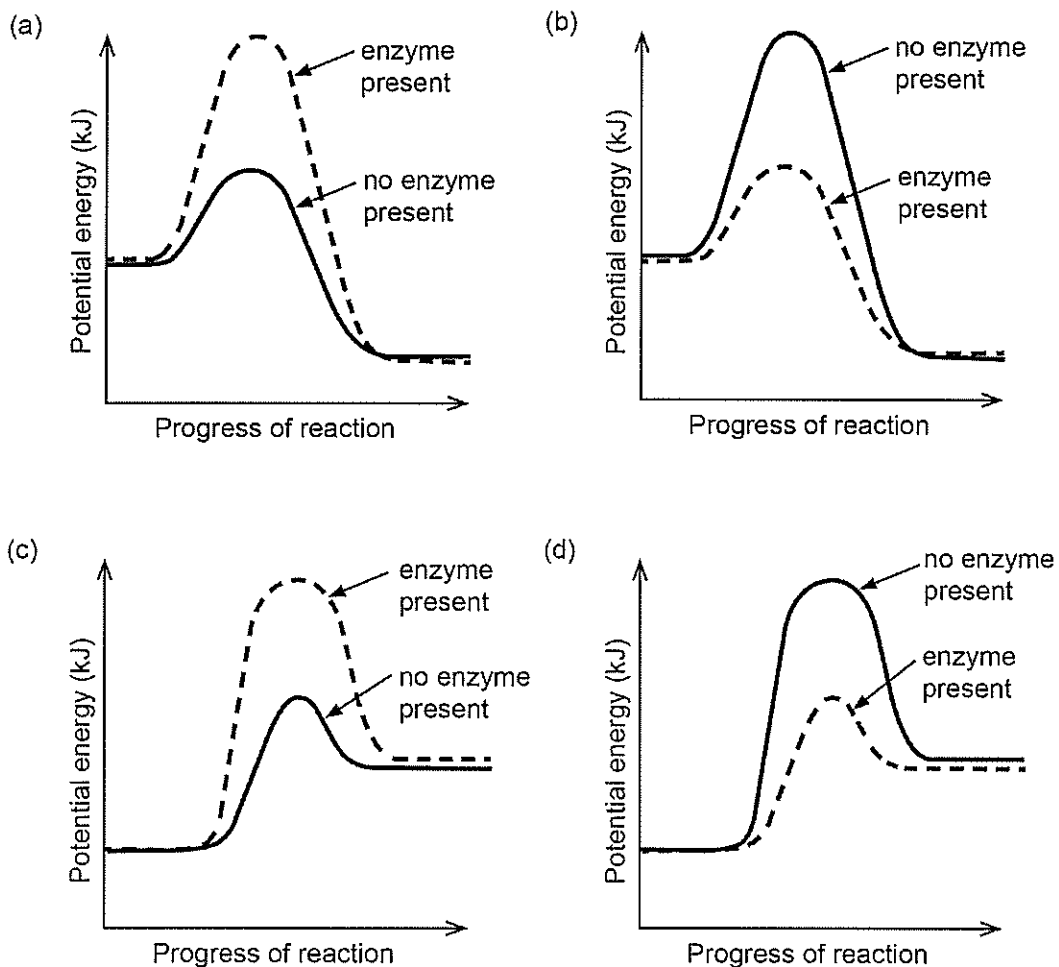 (a)
enzyme
present
no enzyme
present
Potential energy (kJ)
Progress of reaction
(b)
no enzyme
present
enzyme
present
Potential energy (kJ)
Progress of reaction
(c)
enzyme
present
no enzyme
present
Potential energy (kJ)
Progress of reaction
(d)
no enzyme
present
enzyme
present
Potential energy (kJ)
Progress of reaction